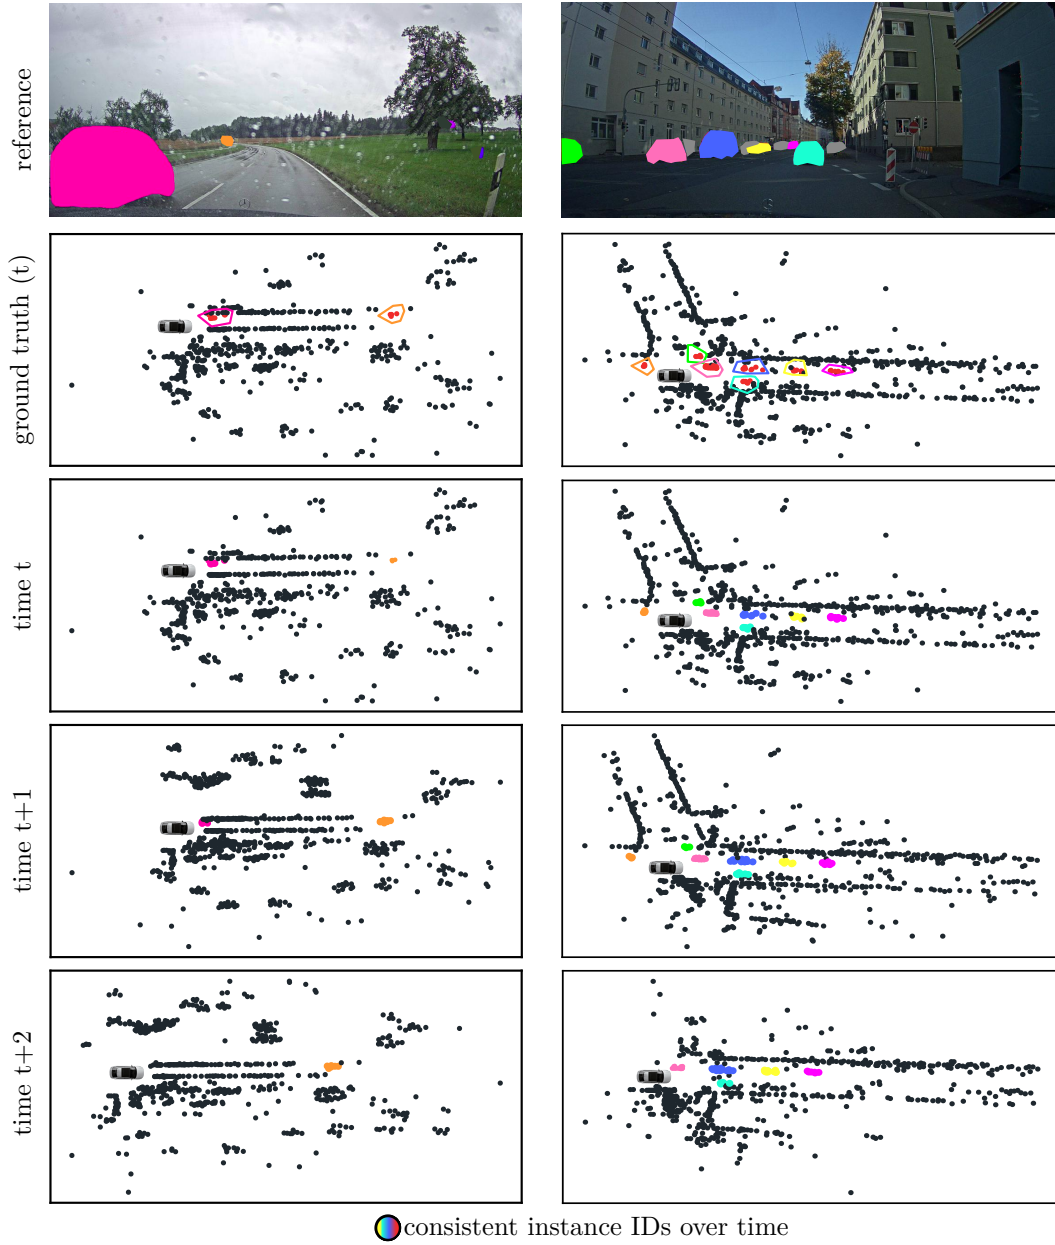 reference
ground truth (t)
time t
time t+1
time t+2
consistent instance IDs over time